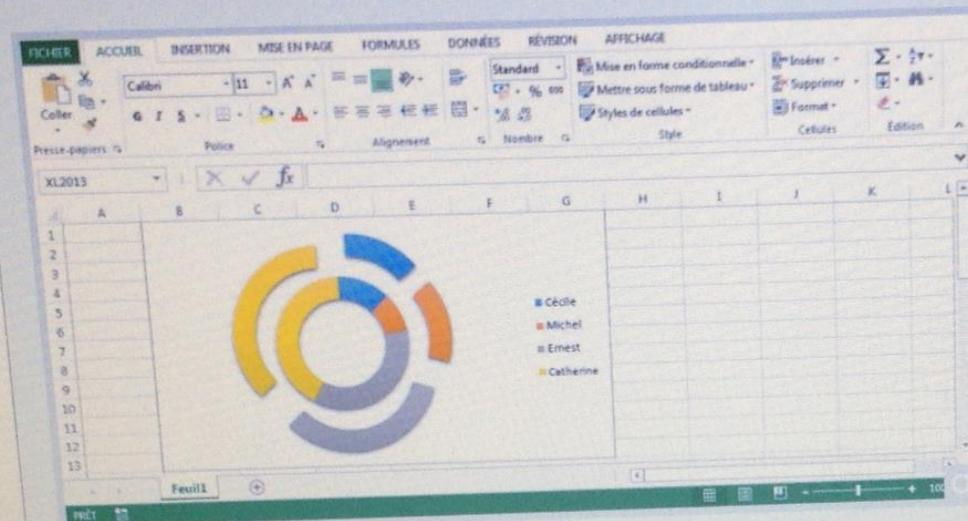 FICHIER ACCUEIL INSERTION MISE EN PAGE FORMULES DONNÉES RÉVISION AFFICHAGE
Coller
Calibri 11 A A
G I S A
Standard
% 000
Mise en forme conditionnelle
Mettre sous forme de tableau
Styles de cellules
Insérer
Supprimer
Format
Σ
Presse-papiers Police Alignement Nombre Style Cellules Édition
XL2013 fx
A B C D E F G H I J K L
1
2
3
4
5
6
7
8
9
10
11
12
13
Cécile
Michel
Ernest
Catherine
Feuil1
PRÊT 100